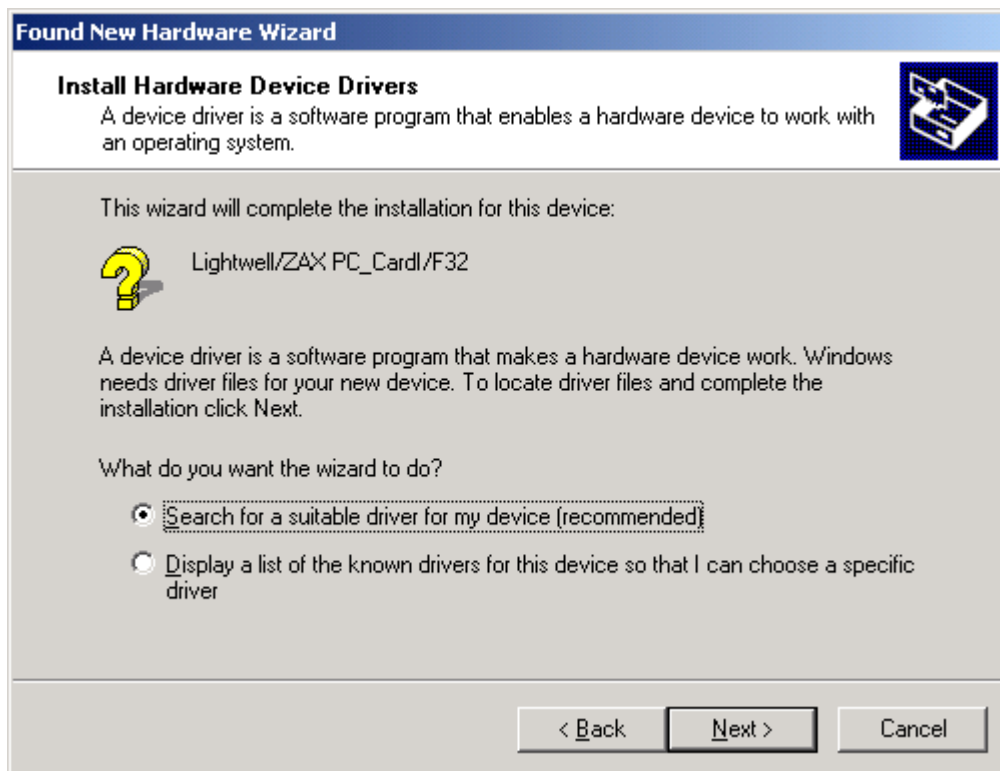 Found New Hardware Wizard
Install Hardware Device Drivers
A device driver is a software program that enables a hardware device to work with
an operating system.
This wizard will complete the installation for this device:
Lightwell/ZAX PC_CardI/F32
A device driver is a software program that makes a hardware device work. Windows
needs driver files for your new device. To locate driver files and complete the
installation click Next.
What do you want the wizard to do?
Search for a suitable driver for my device (recommended)
Display a list of the known drivers for this device so that I can choose a specific
driver
< Back
Next >
Cancel